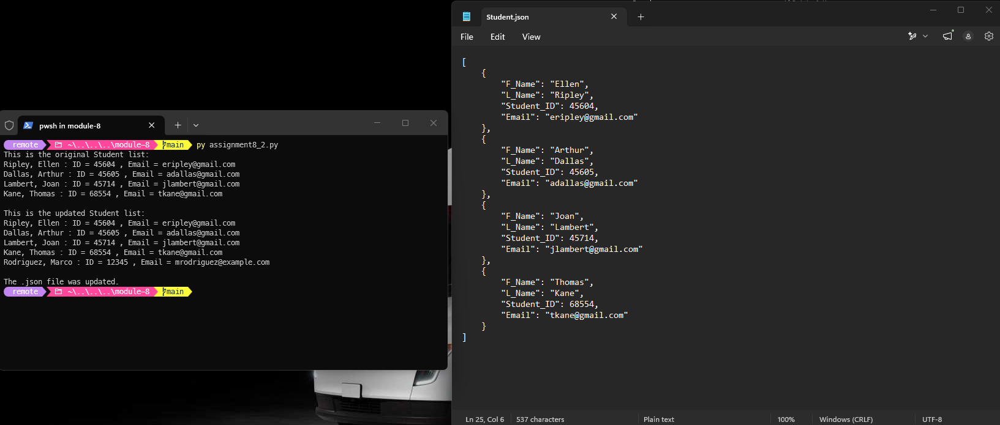 pwsh in module-8
remote ~\..\..\..\module-8 main py assignment8_2.py
This is the original Student list:
Ripley, Ellen : ID = 45604 , Email = eripley@gmail.com
Dallas, Arthur : ID = 45605 , Email = adallas@gmail.com
Lambert, Joan : ID = 45714 , Email = jlambert@gmail.com
Kane, Thomas : ID = 68554 , Email = tkane@gmail.com
This is the updated Student list:
Ripley, Ellen : ID = 45604 , Email = eripley@gmail.com
Dallas, Arthur : ID = 45605 , Email = adallas@gmail.com
Lambert, Joan : ID = 45714 , Email = jlambert@gmail.com
Kane, Thomas : ID = 68554 , Email = tkane@gmail.com
Rodriguez, Marco : ID = 12345 , Email = mrodriguez@example.com
The .json file was updated.
remote ~\..\..\..\module-8 main
Student.json
File Edit View
[
{
"F_Name": "Ellen",
"L_Name": "Ripley",
"Student_ID": 45604,
"Email": "eripley@gmail.com"
},
{
"F_Name": "Arthur",
"L_Name": "Dallas",
"Student_ID": 45605,
"Email": "adallas@gmail.com"
},
{
"F_Name": "Joan",
"L_Name": "Lambert",
"Student_ID": 45714,
"Email": "jlambert@gmail.com"
},
{
"F_Name": "Thomas",
"L_Name": "Kane",
"Student_ID": 68554,
"Email": "tkane@gmail.com"
}
]
Ln 25, Col 6 537 characters Plain text 100% Windows (CRLF) UTF-8